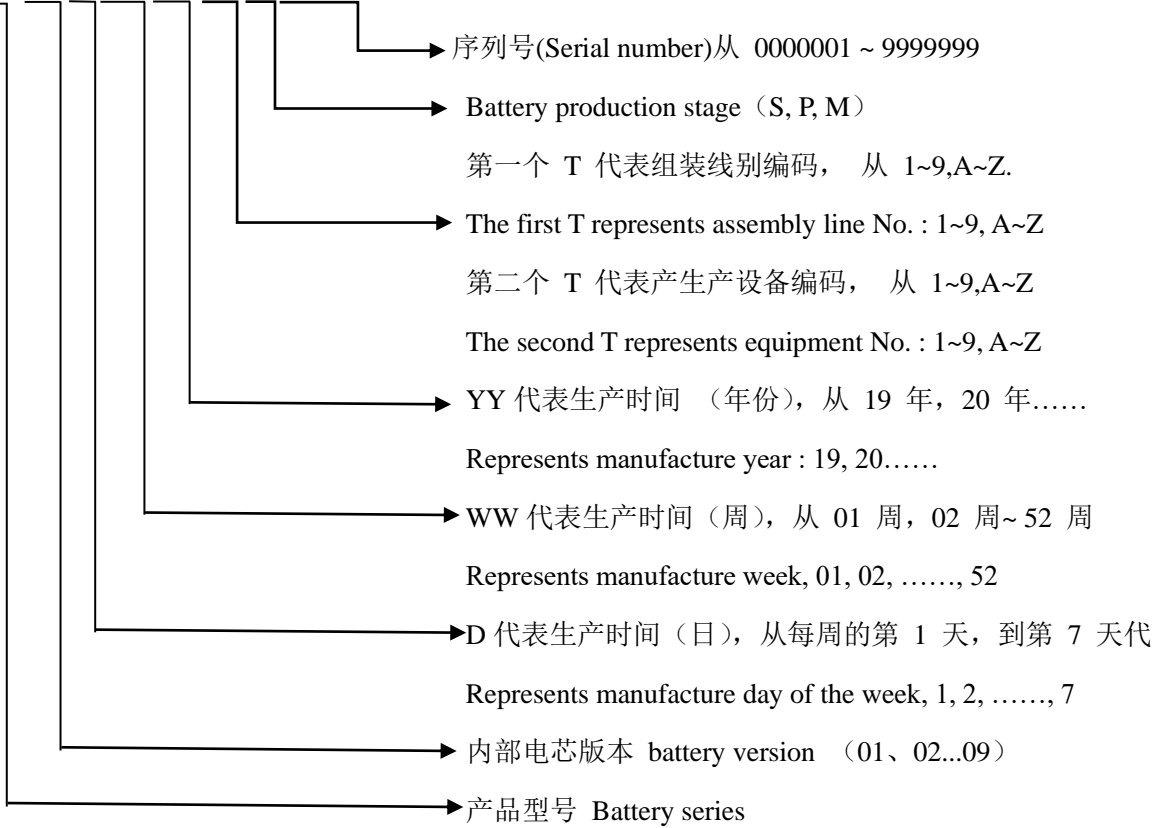 序列号(Serial number)从 0000001 ~ 9999999
Battery production stage（S, P, M）
第一个 T 代表组装线别编码， 从 1~9,A~Z.
The first T represents assembly line No. : 1~9, A~Z
第二个 T 代表产生产设备编码， 从 1~9,A~Z
The second T represents equipment No. : 1~9, A~Z
YY 代表生产时间 （年份），从 19 年，20 年……
Represents manufacture year : 19, 20……
WW 代表生产时间（周），从 01 周，02 周~ 52 周
Represents manufacture week, 01, 02, ……, 52
D 代表生产时间（日），从每周的第 1 天，到第 7 天代
Represents manufacture day of the week, 1, 2, ……, 7
内部电芯版本 battery version （01、02...09）
产品型号 Battery series